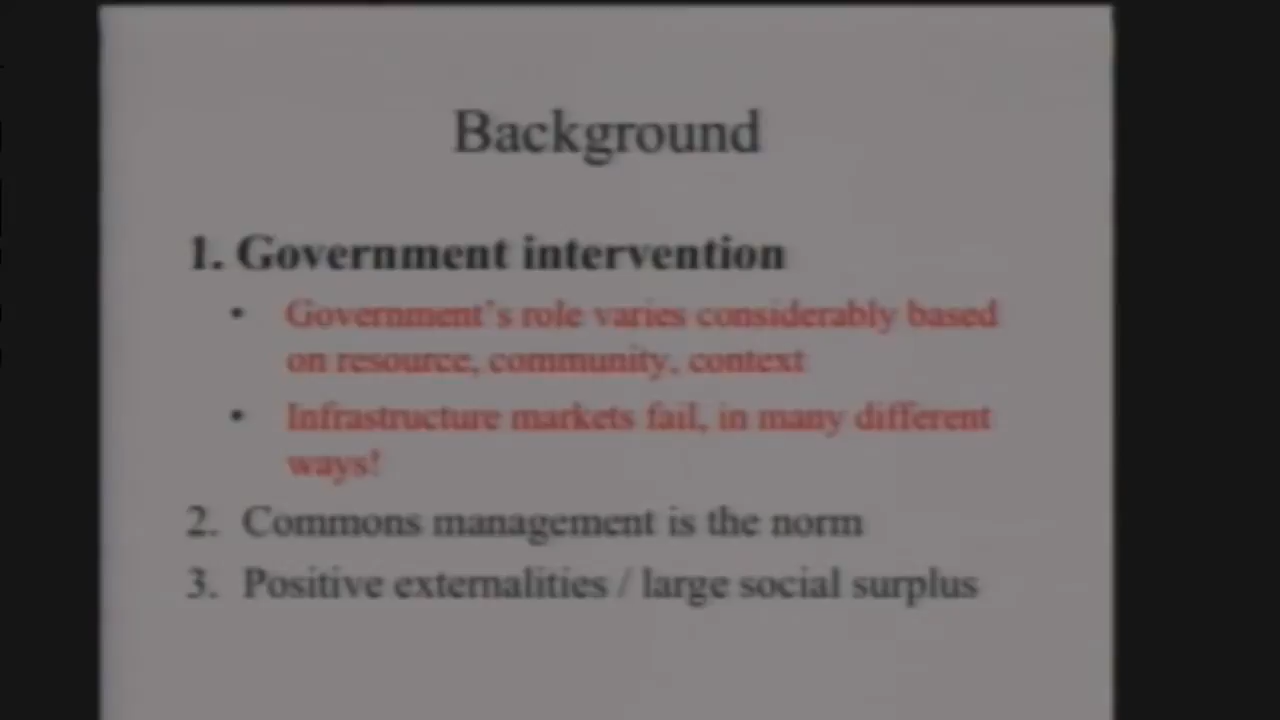 Background
1. Government intervention
• Government's role varies considerably based
on resource, community, context
• Infrastructure markets fail, in many different
ways!
2. Commons management is the norm
3. Positive externalities / large social surplus